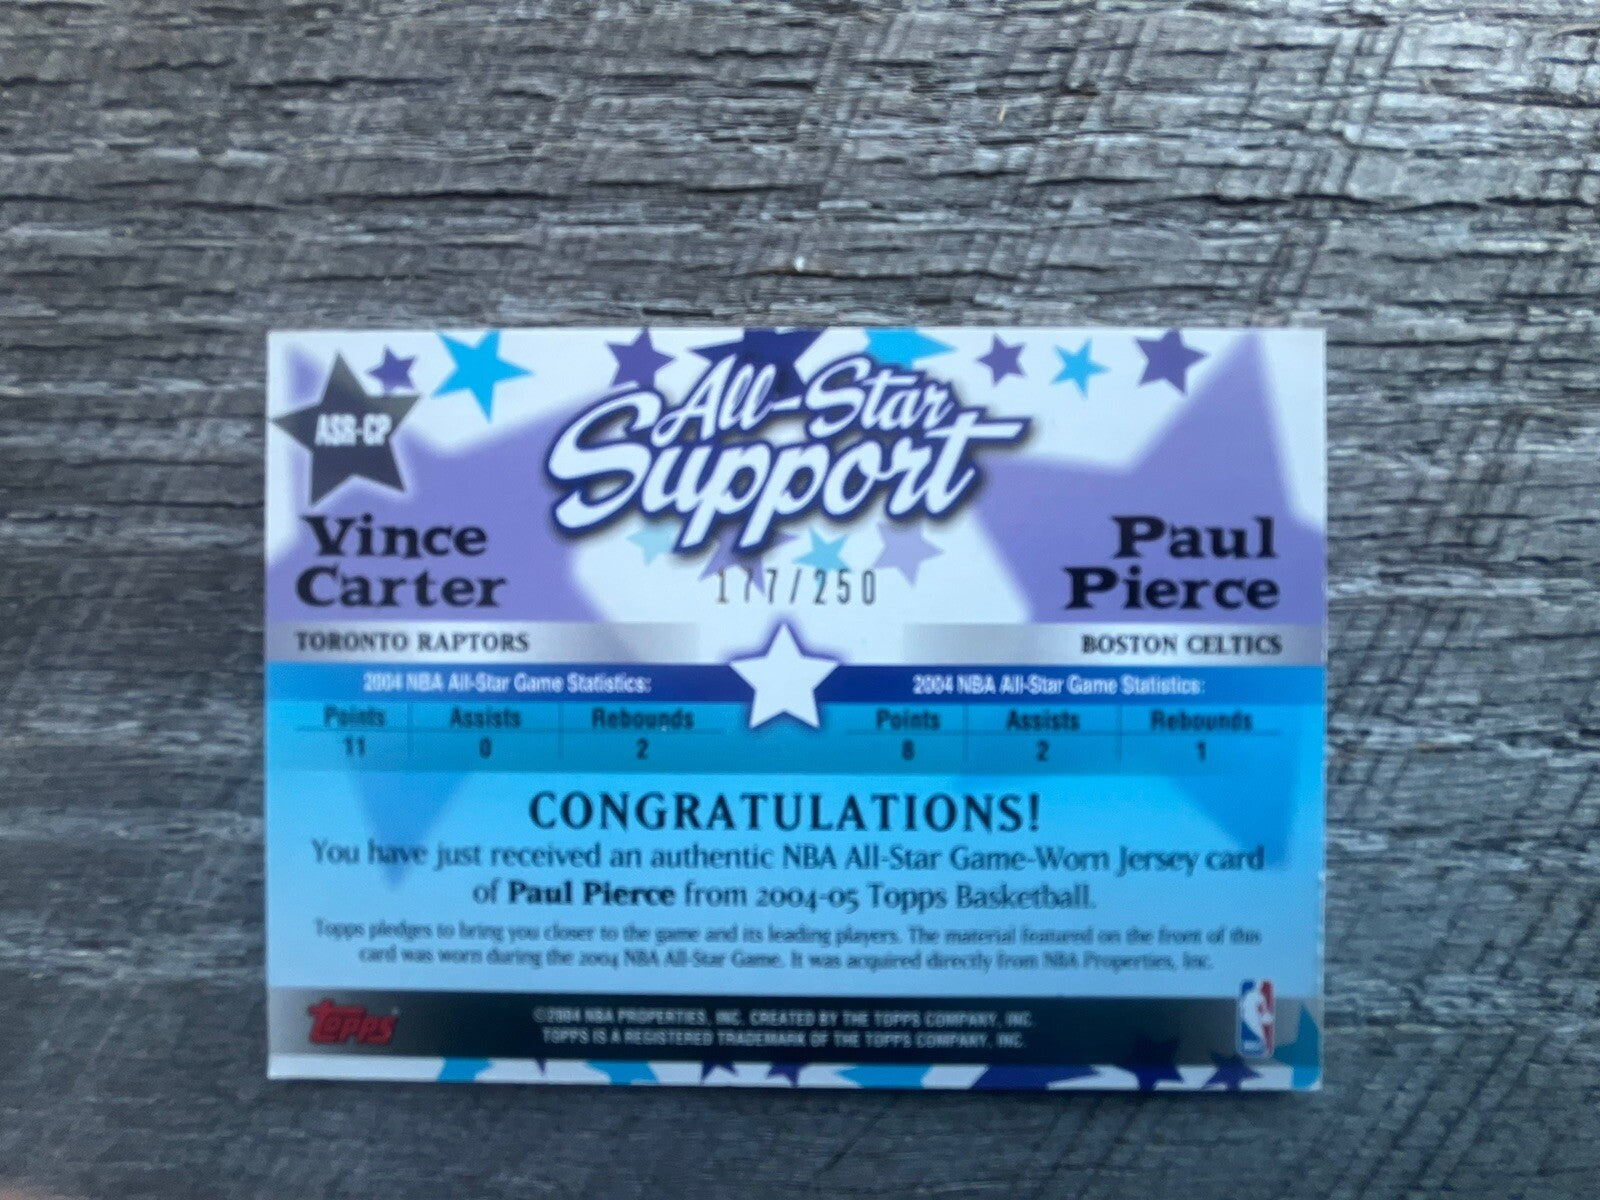 ASR-CP
All-Star
Support
Vince
Carter
Paul
Pierce
177/250
TORONTO RAPTORS
BOSTON CELTICS
2004 NBA All-Star Game Statistics:
2004 NBA All-Star Game Statistics:
Points Assists Rebounds
Points Assists Rebounds
11 0 2
8 2 1
CONGRATULATIONS!
You have just received an authentic NBA All-Star Game-Worn Jersey card
of Paul Pierce from 2004-05 Topps Basketball.
Topps pledges to bring you closer to the game and its leading players. The material featured on the front of this
card was worn during the 2004 NBA All-Star Game. It was acquired directly from NBA Properties, Inc.
topps
©2004 NBA PROPERTIES, INC. CREATED BY THE TOPPS COMPANY, INC.
TOPPS IS A REGISTERED TRADEMARK OF THE TOPPS COMPANY, INC.